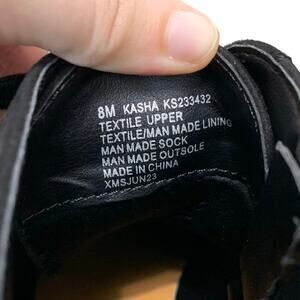 8M KASHA KS233432
TEXTILE UPPER
TEXTILE/MAN MADE LINING
MAN MADE SOCK
MAN MADE OUTSOLE
MADE IN CHINA
XMSJUN23